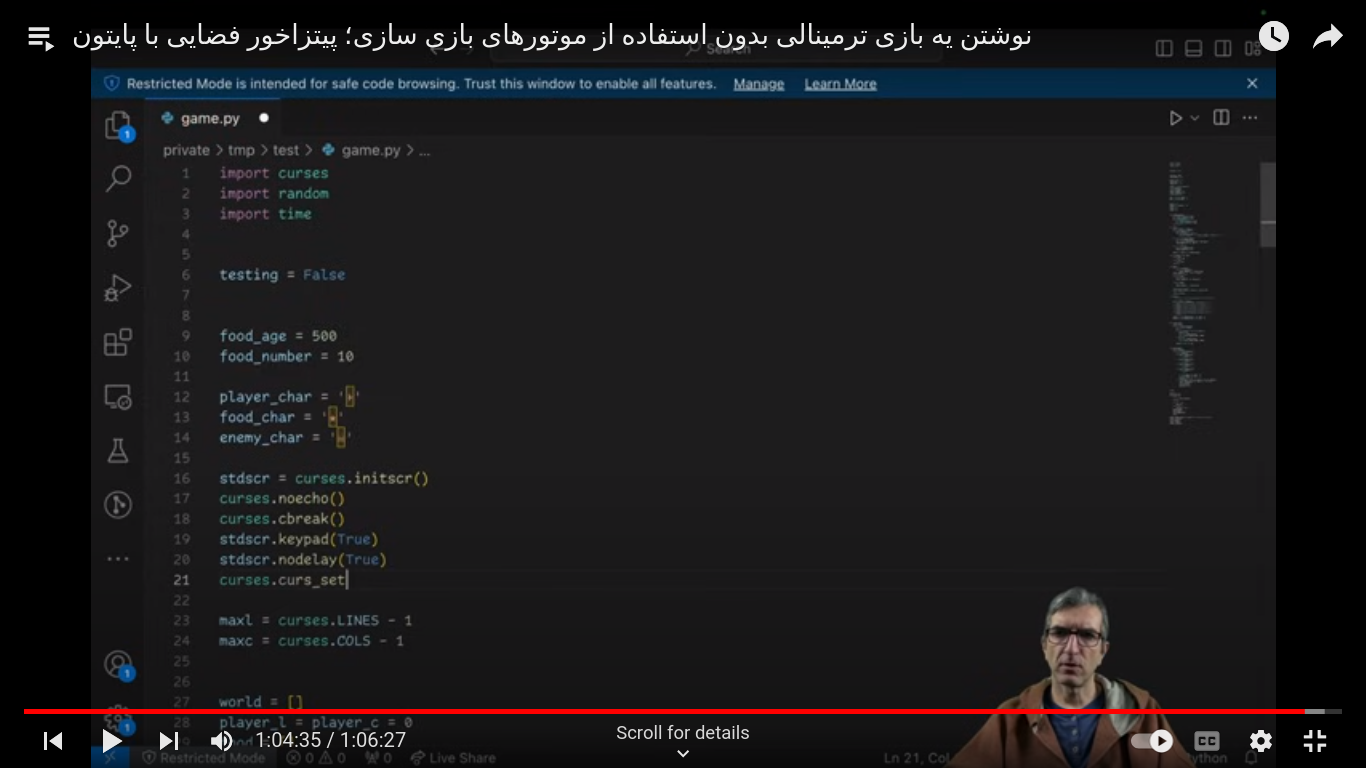 نوشتن یه بازی ترمینالی بدون استفاده از موتورهای بازی سازی؛ پیتزاخور فضایی با پایتون
Search
Restricted Mode is intended for safe code browsing. Trust this window to enable all features. Manage Learn More
game.py
private > tmp > test > game.py > ...
1 import curses
2 import random
3 import time
4
5
6 testing = False
7
8
9 food_age = 500
10 food_number = 10
11
12 player_char = ' '
13 food_char = ' '
14 enemy_char = ' '
15
16 stdscr = curses.initscr()
17 curses.noecho()
18 curses.cbreak()
19 stdscr.keypad(True)
20 stdscr.nodelay(True)
21 curses.curs_set
22
23 maxl = curses.LINES - 1
24 maxc = curses.COLS - 1
25
26
27 world = []
28 player_l = player_c = 0
1:04:35 / 1:06:27
Scroll for details
CC
Restricted Mode 0 0 0 Live Share Ln 21, Col